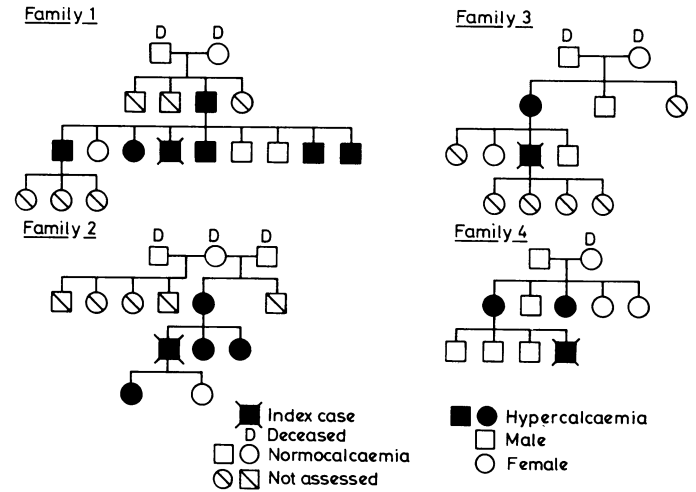 Family 1
D D
Family 3
D D
Family 2
D D D
Family 4
D
Index case
D Deceased
Normocalcaemia
Not assessed
Hypercalcaemia
Male
Female